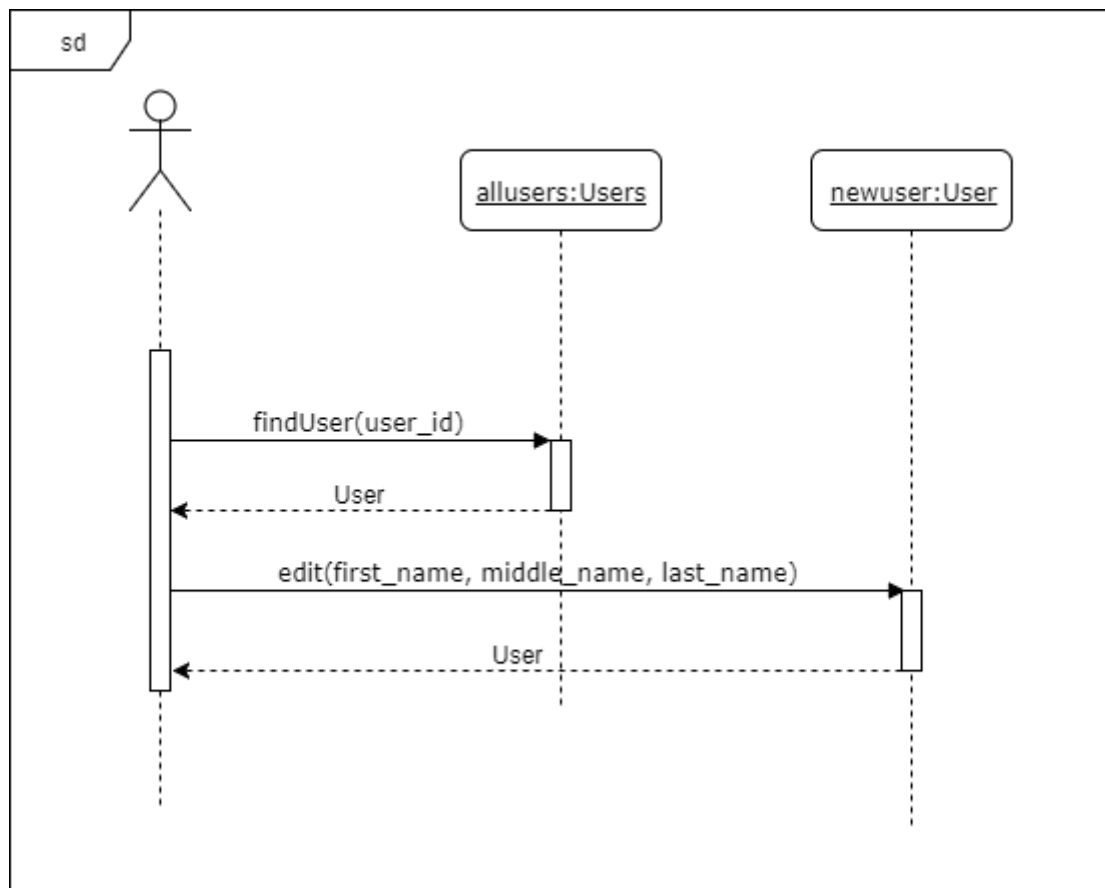 sd
allusers:Users
newuser:User
findUser(user_id)
User
edit(first_name, middle_name, last_name)
User